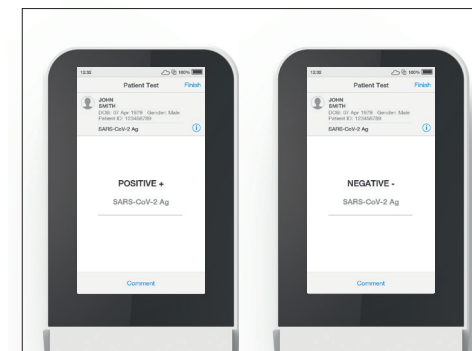 12:32 100%
Patient Test Finish
JOHN
SMITH
DOB: 07 Apr 1979 Gender: Male
Patient ID: 123456789
SARS-CoV-2 Ag
POSITIVE +
SARS-CoV-2 Ag
Comment
12:32 100%
Patient Test Finish
JOHN
SMITH
DOB: 07 Apr 1979 Gender: Male
Patient ID: 123456789
SARS-CoV-2 Ag
NEGATIVE -
SARS-CoV-2 Ag
Comment